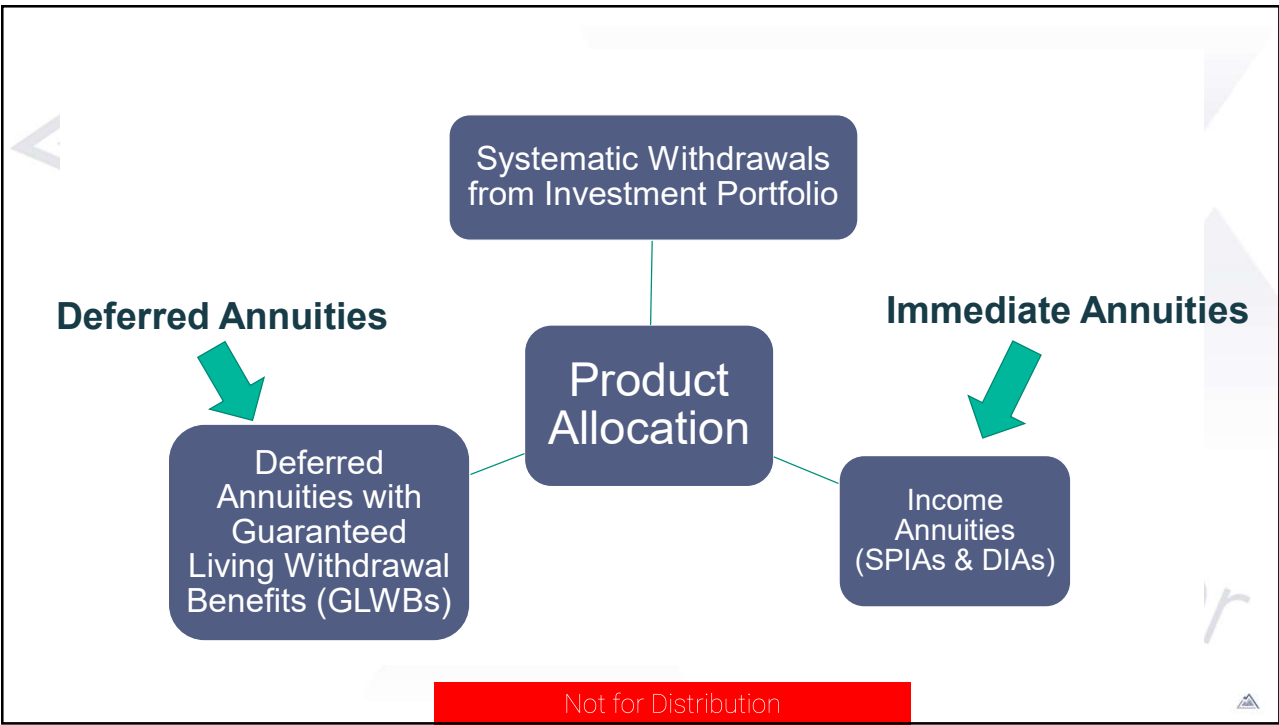 Systematic Withdrawals
from Investment Portfolio
Deferred Annuities
Immediate Annuities
Product
Allocation
Deferred
Annuities with
Guaranteed
Living Withdrawal
Benefits (GLWBs)
Income
Annuities
(SPIAs & DIAs)
Not for Distribution